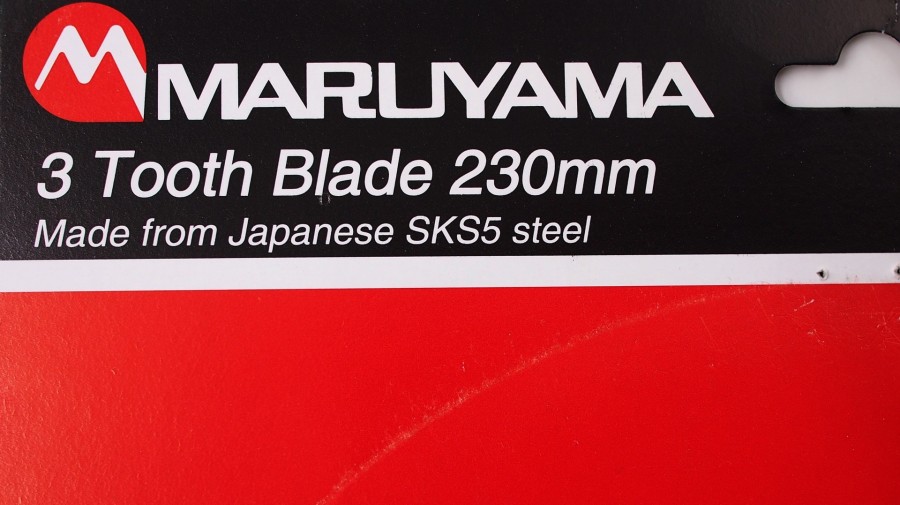 MARUYAMA
3 Tooth Blade 230mm
Made from Japanese SKS5 steel